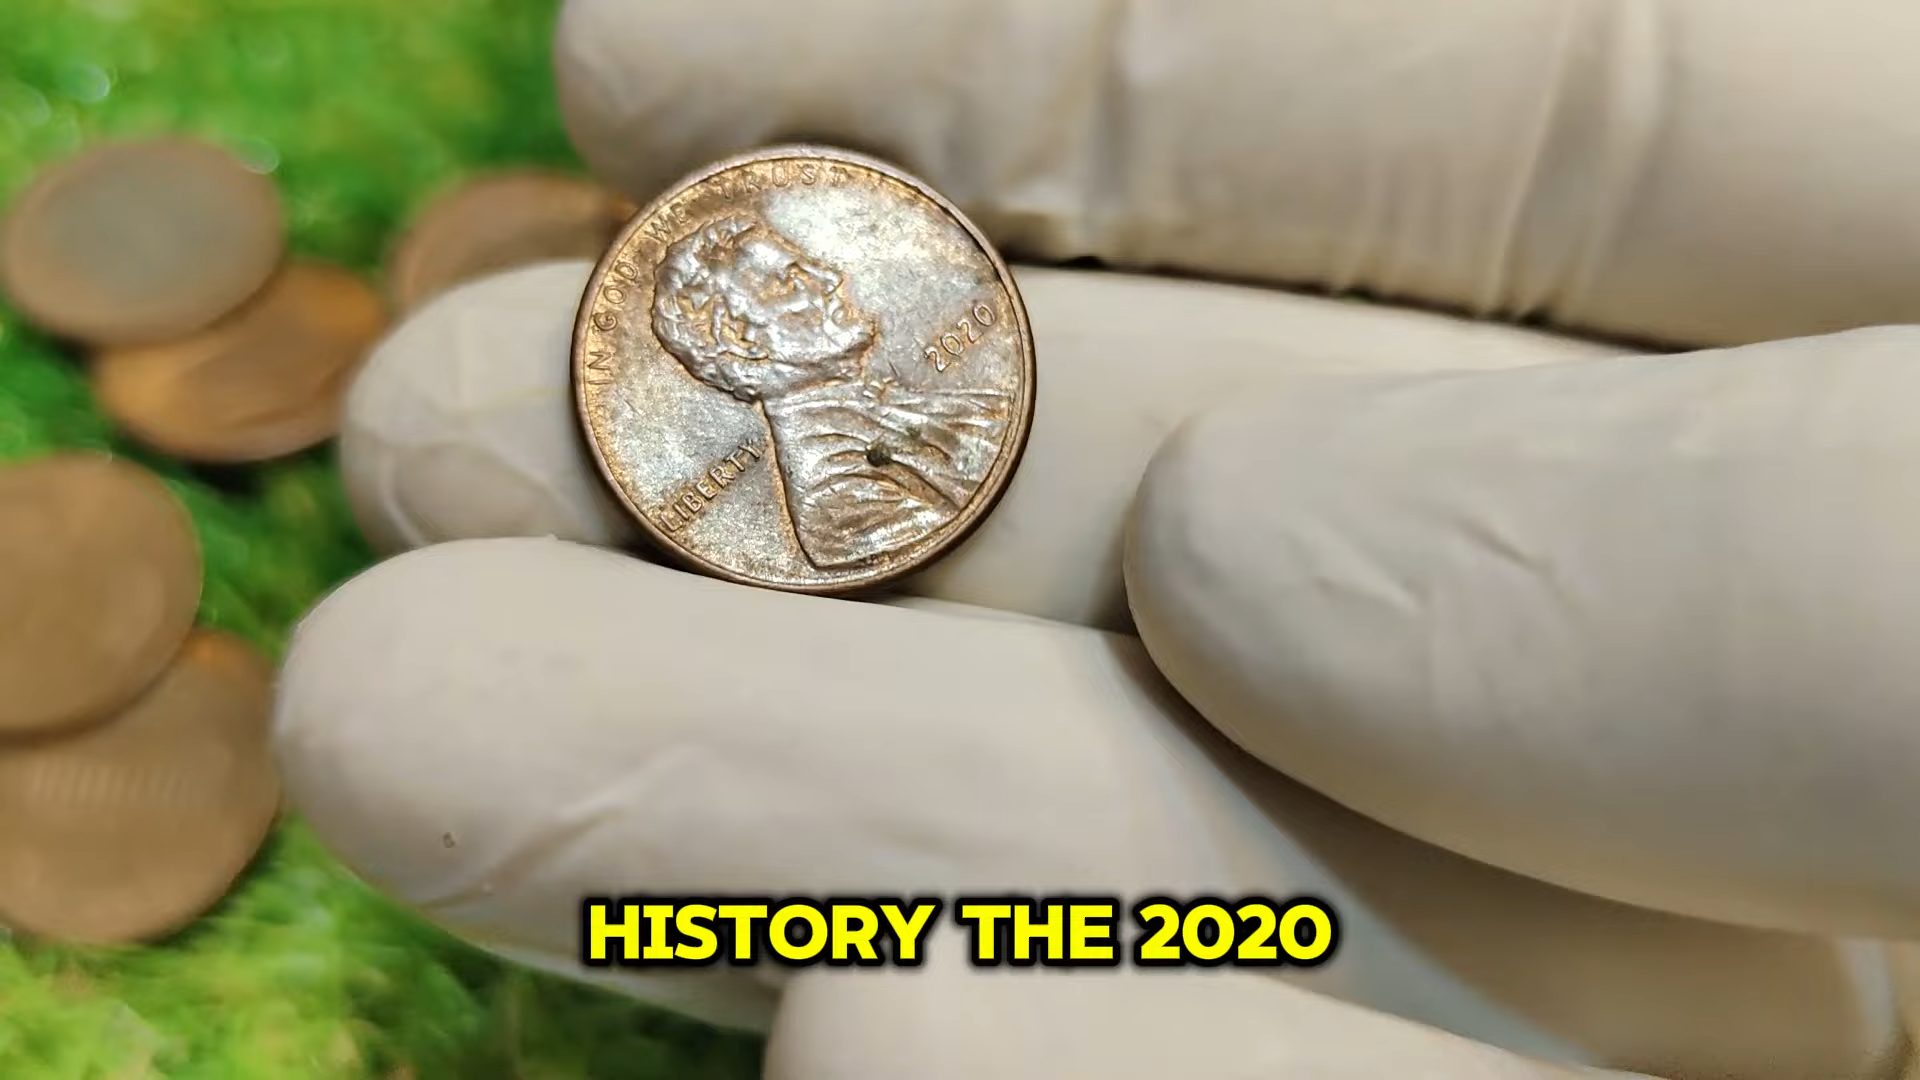 IN GOD WE TRUST
2020
LIBERTY
HISTORY THE 2020